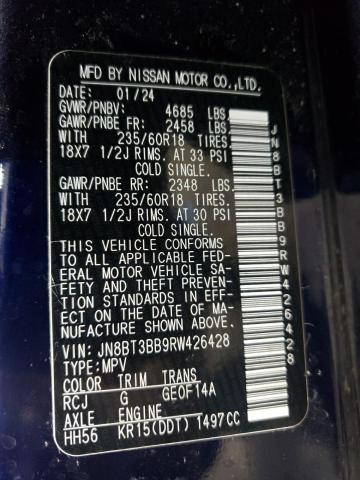 MFD BY NISSAN MOTOR CO.,LTD.
DATE: 01/24
GVWR/PNBV: 4685 LBS.
GAWR/PNBE FR: 2458 LBS.
WITH 235/60R18 TIRES.
18X7 1/2J RIMS. AT 33 PSI
COLD SINGLE.
GAWR/PNBE RR: 2348 LBS.
WITH 235/60R18 TIRES.
18X7 1/2J RIMS. AT 30 PSI
COLD SINGLE.
THIS VEHICLE CONFORMS
TO ALL APPLICABLE FED-
ERAL MOTOR VEHICLE SA-
FETY AND THEFT PREVEN-
TION STANDARDS IN EFF-
ECT ON THE DATE OF MA-
NUFACTURE SHOWN ABOVE.
VIN: JN8BT3BB9RW426428
TYPE: MPV
COLOR TRIM TRANS
RCJ G GE0FT4A
AXLE ENGINE
HH56 KR15(DDT) 1497CC
JN8BT3BB9RW426428